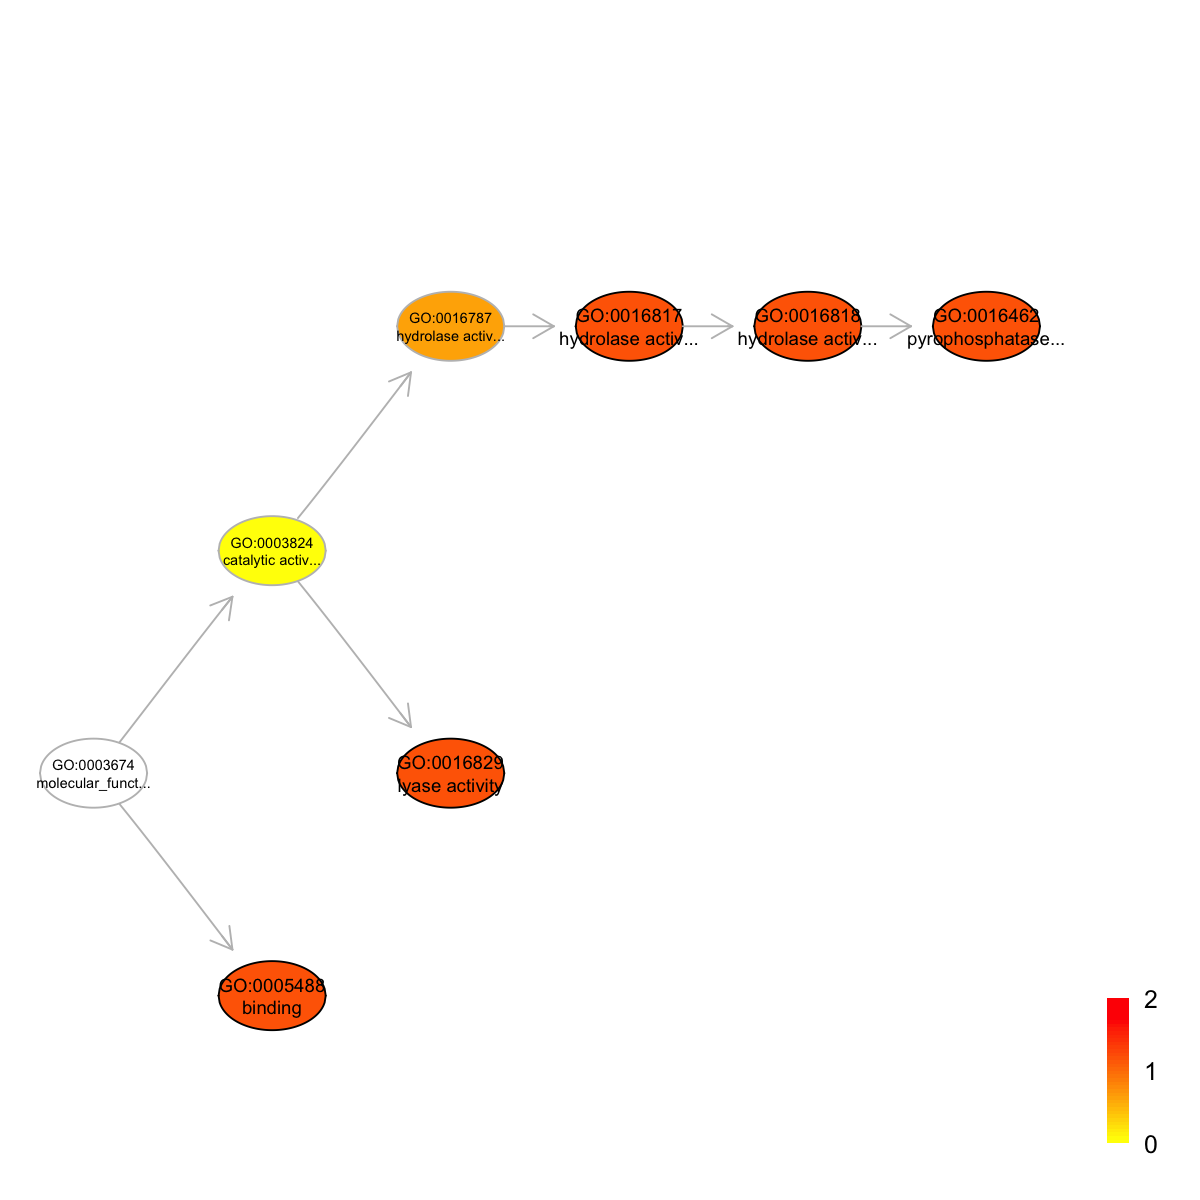 GO:0016787
hydrolase activ...
GO:0016817
hydrolase activ...
GO:0016818
hydrolase activ...
GO:0016462
pyrophosphatase...
GO:0003824
catalytic activ...
GO:0003674
molecular_funct...
GO:0016829
lyase activity
GO:0005488
binding
2
1
0